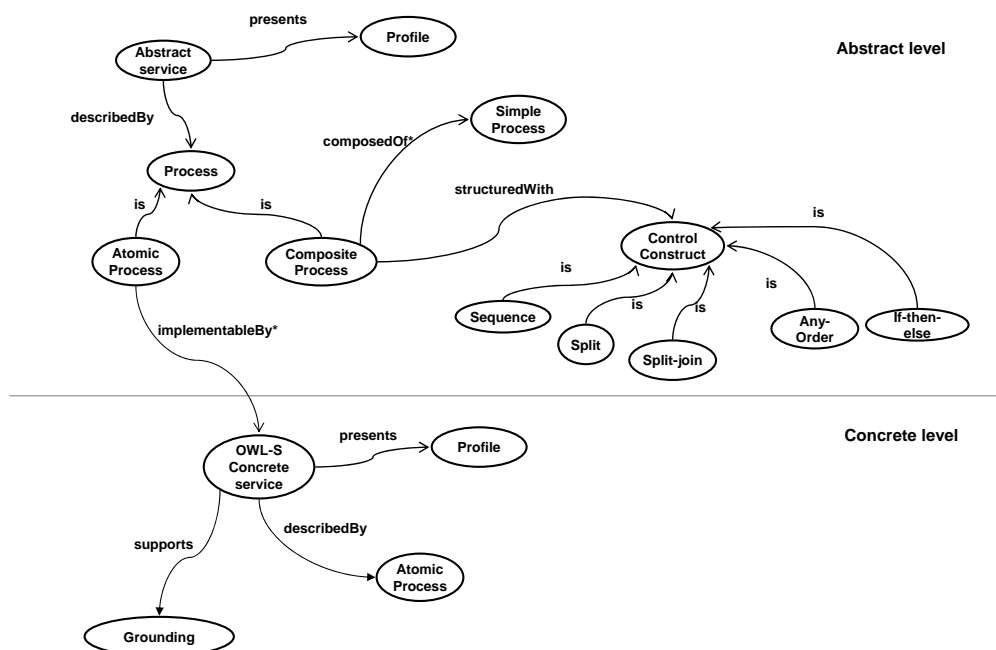 presents
Profile
Abstract level
Abstract
service
describedBy
Simple
Process
composedOf*
Process
structuredWith
is
is
is
Atomic
Process
Composite
Process
Control
Construct
is
is
is
is
Sequence
Split
Split-join
Any-
Order
If-then-
else
implementableBy*
Concrete level
OWL-S
Concrete
service
presents
Profile
describedBy
supports
Atomic
Process
Grounding